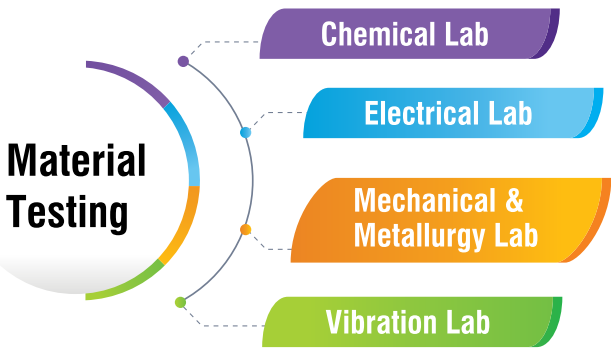 Material
Testing
Chemical Lab
Electrical Lab
Mechanical &
Metallurgy Lab
Vibration Lab